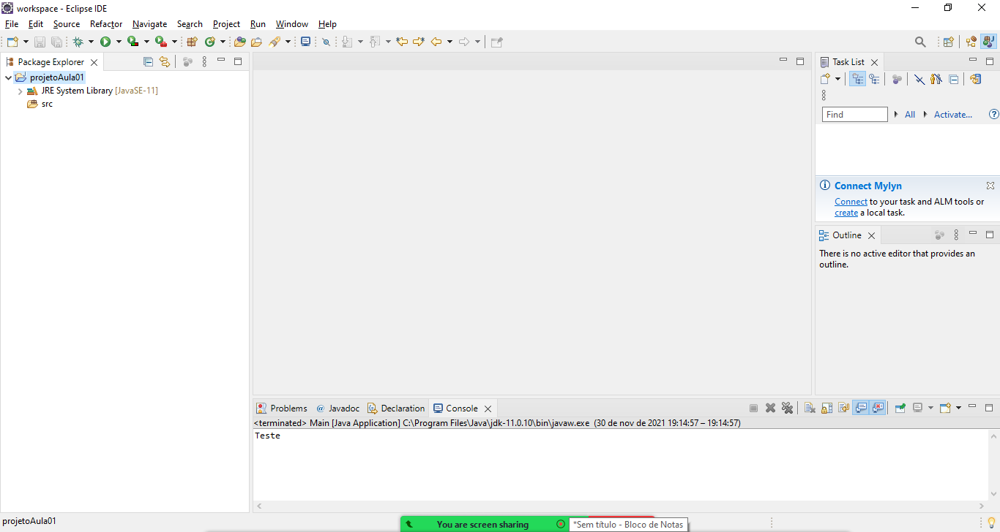 workspace - Eclipse IDE
File Edit Source Refactor Navigate Search Project Run Window Help
Package Explorer
projetoAula01
JRE System Library [JavaSE-11]
src
Task List
Find All Activate...
Connect Mylyn
Connect to your task and ALM tools or
create a local task.
Outline
There is no active editor that provides an
outline.
Problems @ Javadoc Declaration Console
<terminated> Main [Java Application] C:\Program Files\Java\jdk-11.0.10\bin\javaw.exe (30 de nov de 2021 19:14:57 – 19:14:57)
Teste
projetoAula01
You are screen sharing
*Sem título - Bloco de Notas